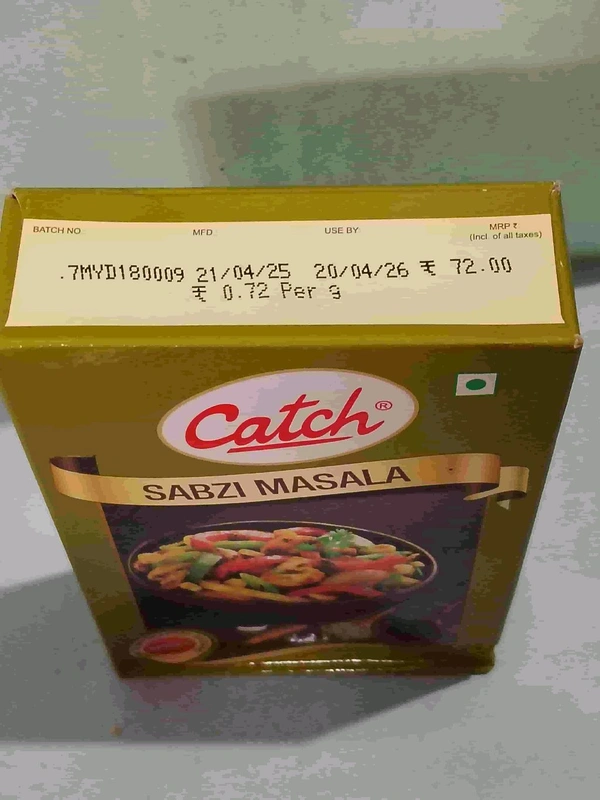 BATCH NO. MFD. USE BY: MRP ₹
(Incl. of all taxes)
.7MYD180009 21/04/25 20/04/26 ₹ 72.00
₹ 0.72 Per g
Catch®
SABZI MASALA